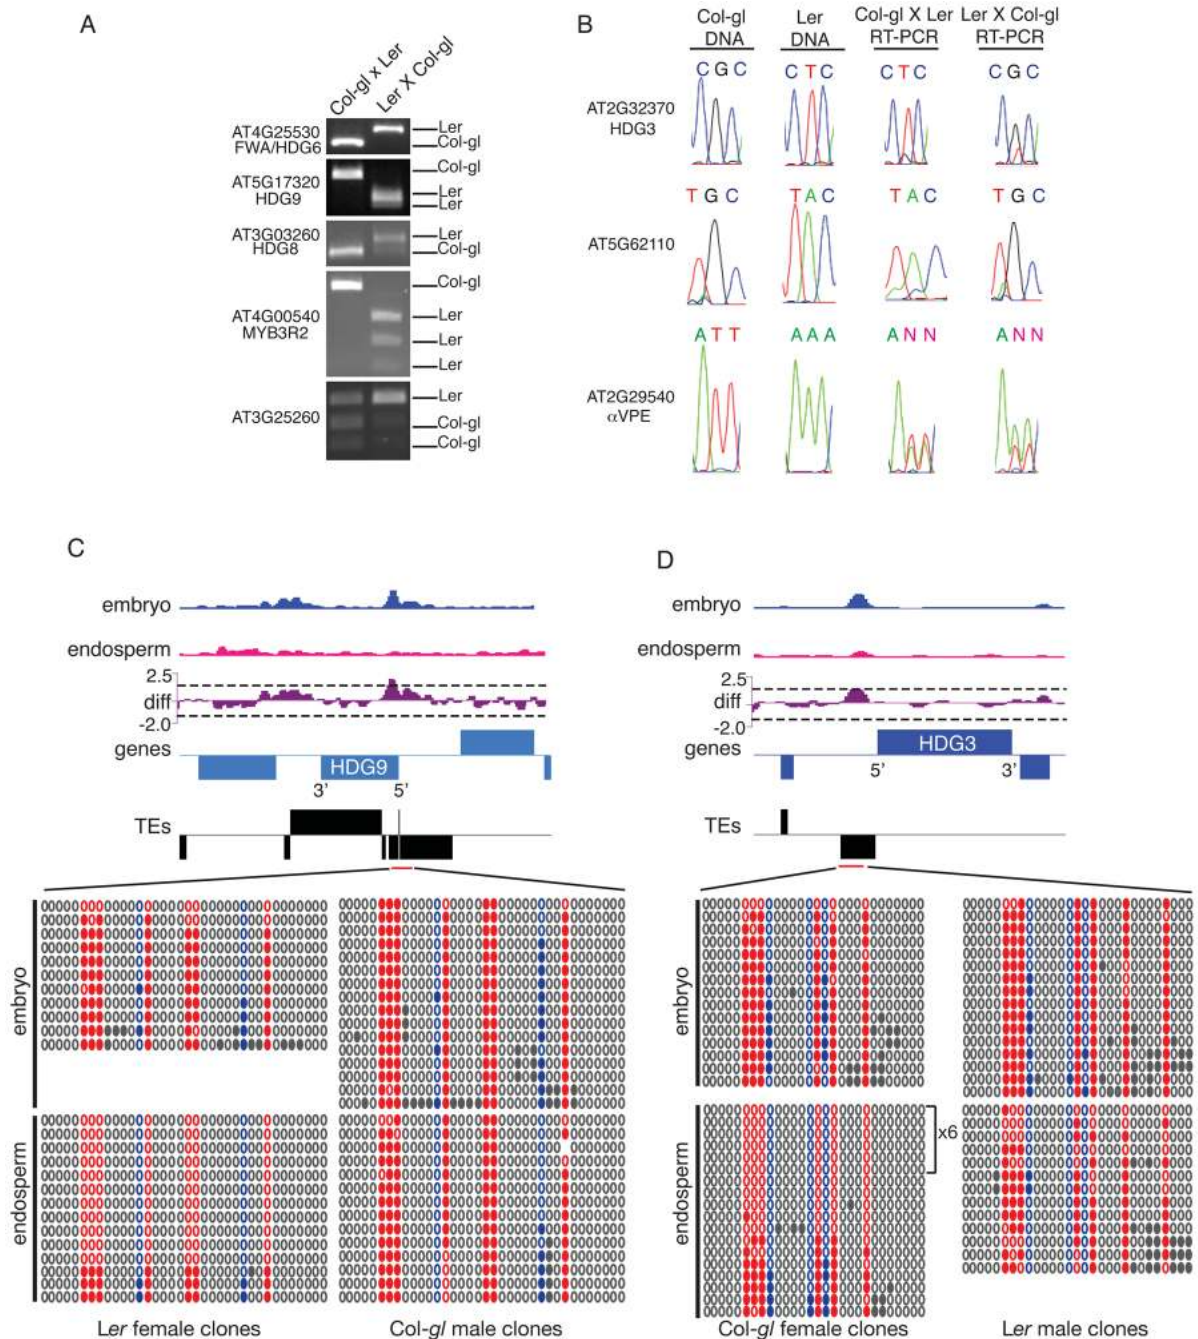 A
Col-gl x Ler
Ler X Col-gl
AT4G25530
FWA/HDG6
Ler
Col-gl
AT5G17320
HDG9
Col-gl
Ler
Ler
AT3G03260
HDG8
Ler
Col-gl
AT4G00540
MYB3R2
Col-gl
Ler
Ler
Ler
AT3G25260
Ler
Col-gl
Col-gl
B
Col-gl
DNA
Ler
DNA
Col-gl X Ler
RT-PCR
Ler X Col-gl
RT-PCR
C G C
C T C
C T C
C G C
AT2G32370
HDG3
T G C
T A C
T A C
T G C
AT5G62110
A T T
A A A
A N N
A N N
AT2G29540
αVPE
C
embryo
endosperm
2.5
diff
-2.0
genes
HDG9
3’
5’
TEs
embryo
endosperm
Ler female clones
Col-gl male clones
D
embryo
endosperm
2.5
diff
-2.0
genes
HDG3
5’
3’
TEs
embryo
endosperm
x6
Col-gl female clones
Ler male clones